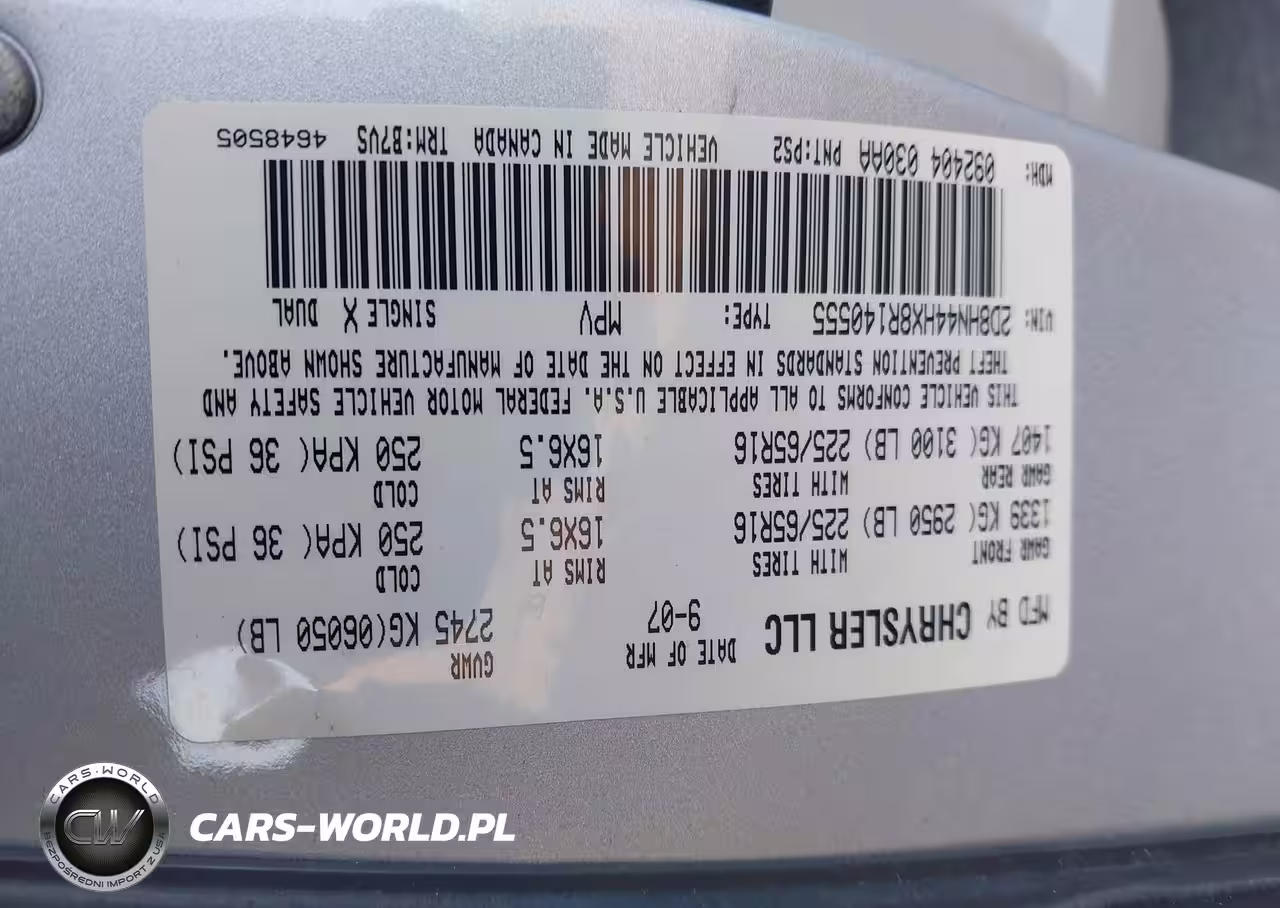 MFD BY CHRYSLER LLC DATE OF MFR 9-07 GVWR 2745 KG(06050 LB)
GAWR FRONT WITH TIRES RIMS AT COLD
1339 KG( 2950 LB) 225/65R16 16X6.5 250 KPA( 36 PSI)
GAWR REAR WITH TIRES RIMS AT COLD
1407 KG( 3100 LB) 225/65R16 16X6.5 250 KPA( 36 PSI)
THIS VEHICLE CONFORMS TO ALL APPLICABLE U.S.A. FEDERAL MOTOR VEHICLE SAFETY AND
THEFT PREVENTION STANDARDS IN EFFECT ON THE DATE OF MANUFACTURE SHOWN ABOVE.
VIN: 2D8HN44HX8R140555 TYPE: MPV SINGLE X DUAL
MDH: 092404 030AA PNT:PS2 VEHICLE MADE IN CANADA TRM:B7VS 4648505
CARS-WORLD
CW
BEZPOŚREDNI IMPORT Z USA
CARS-WORLD.PL